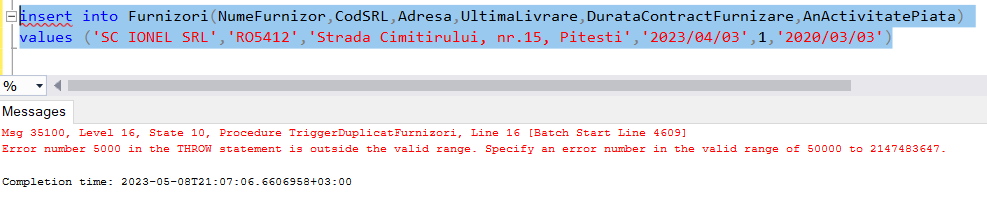 insert into Furnizori(NumeFurnizor,CodSRL,Adresa,UltimaLivrare,DurataContractFurnizare,AnActivitatePiata)
values ('SC IONEL SRL','RO5412','Strada Cimitirului, nr.15, Pitesti','2023/04/03',1,'2020/03/03')
%
Messages
Msg 35100, Level 16, State 10, Procedure TriggerDuplicatFurnizori, Line 16 [Batch Start Line 4609]
Error number 5000 in the THROW statement is outside the valid range. Specify an error number in the valid range of 50000 to 2147483647.
Completion time: 2023-05-08T21:07:06.6606958+03:00